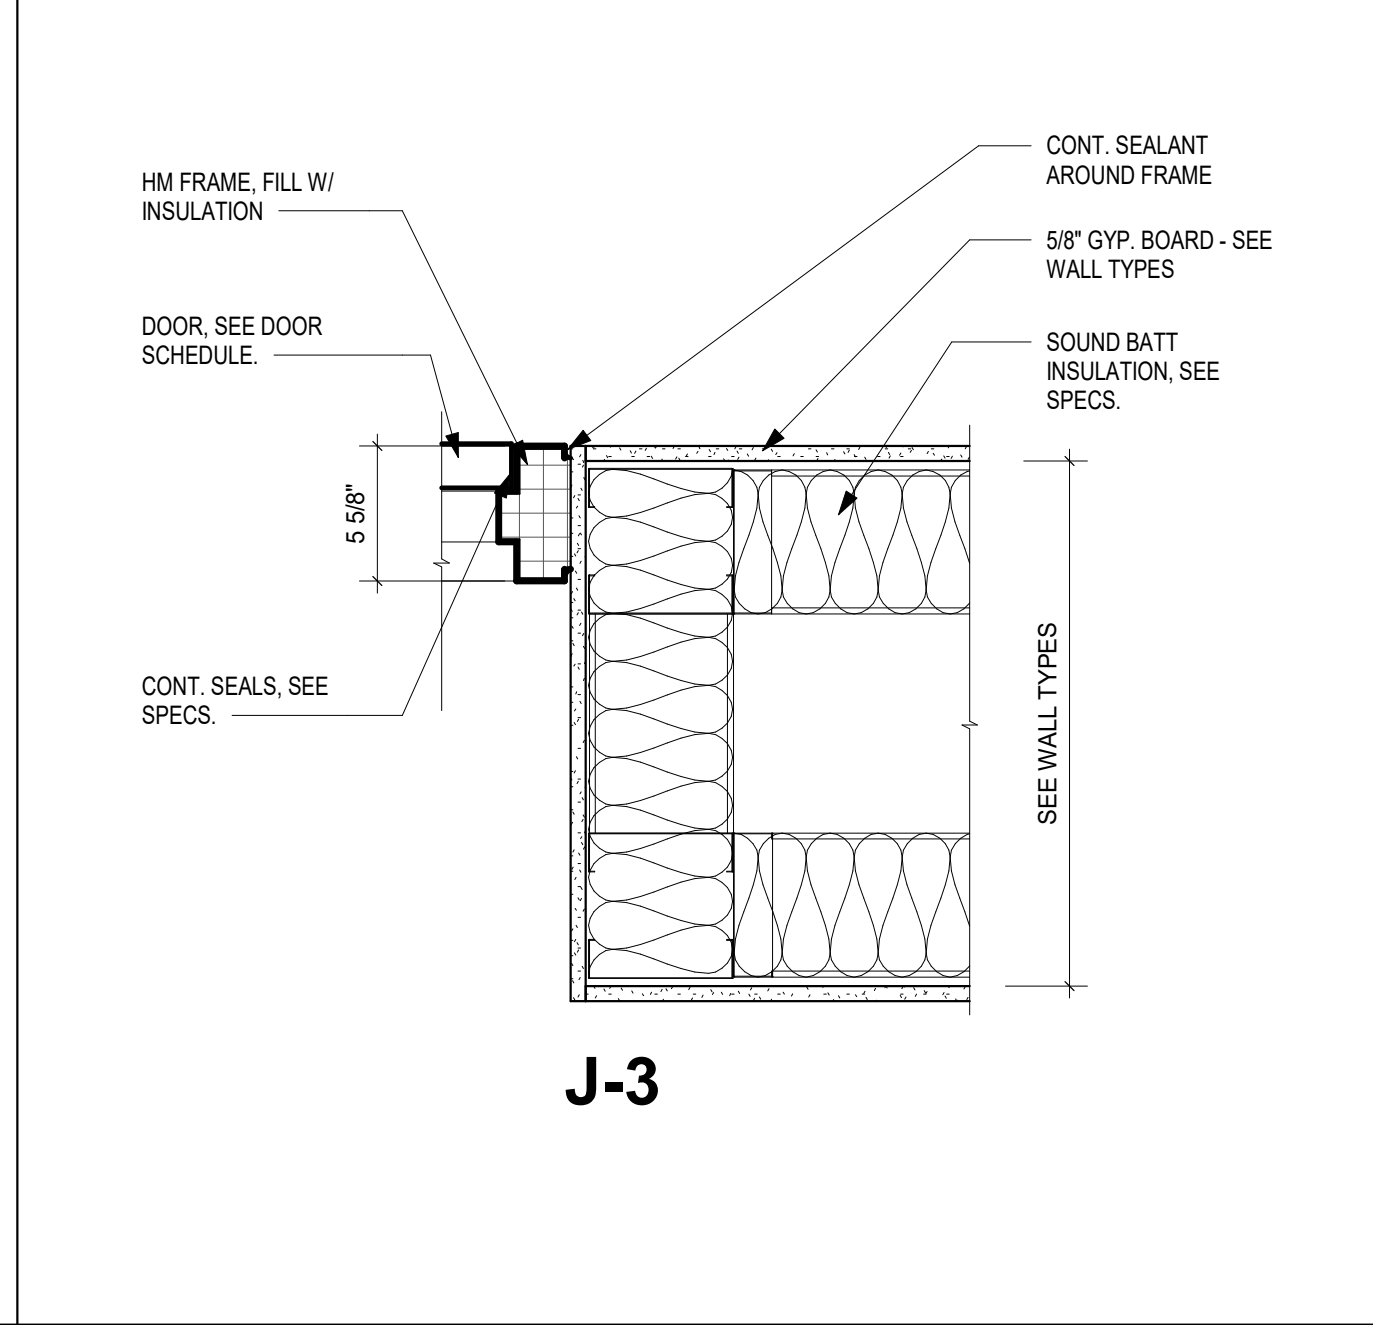 HM FRAME, FILL W/
INSULATION
DOOR, SEE DOOR
SCHEDULE.
CONT. SEALS, SEE
SPECS.
5 5/8"
CONT. SEALANT
AROUND FRAME
5/8" GYP. BOARD - SEE
WALL TYPES
SOUND BATT
INSULATION, SEE
SPECS.
SEE WALL TYPES
J-3